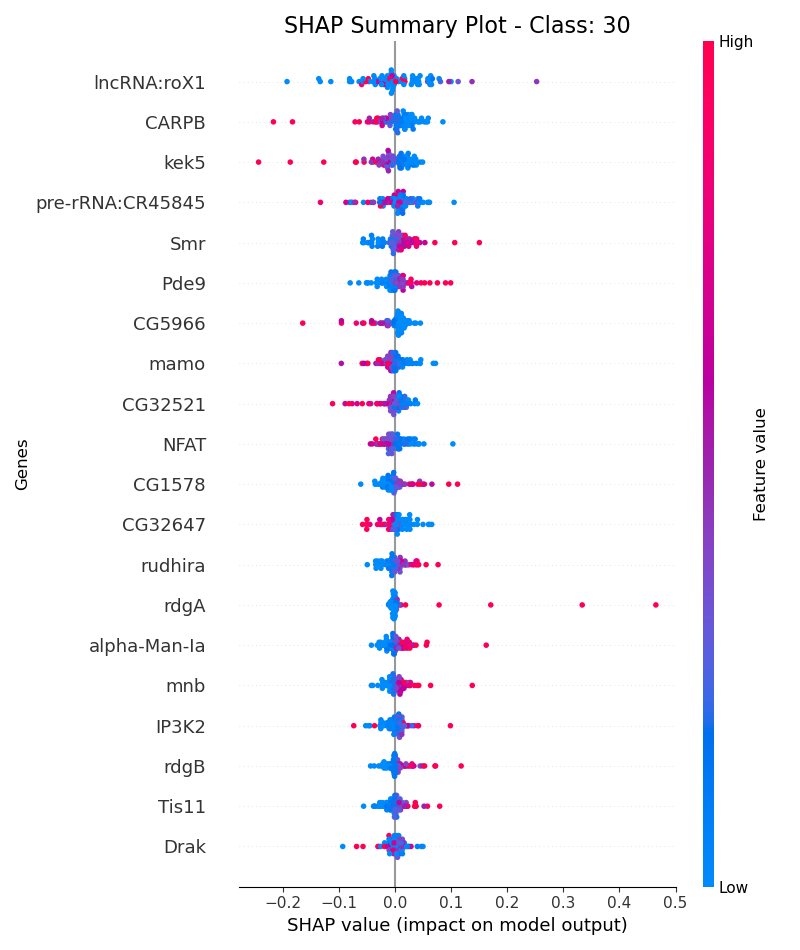 SHAP Summary Plot - Class: 30
High
lncRNA:roX1
CARPB
kek5
pre-rRNA:CR45845
Smr
Pde9
CG5966
mamo
CG32521
NFAT
CG1578
CG32647
rudhira
rdgA
alpha-Man-Ia
mnb
IP3K2
rdgB
Tis11
Drak
Genes
Feature value
Low
−0.2 −0.1 0.0 0.1 0.2 0.3 0.4 0.5
SHAP value (impact on model output)